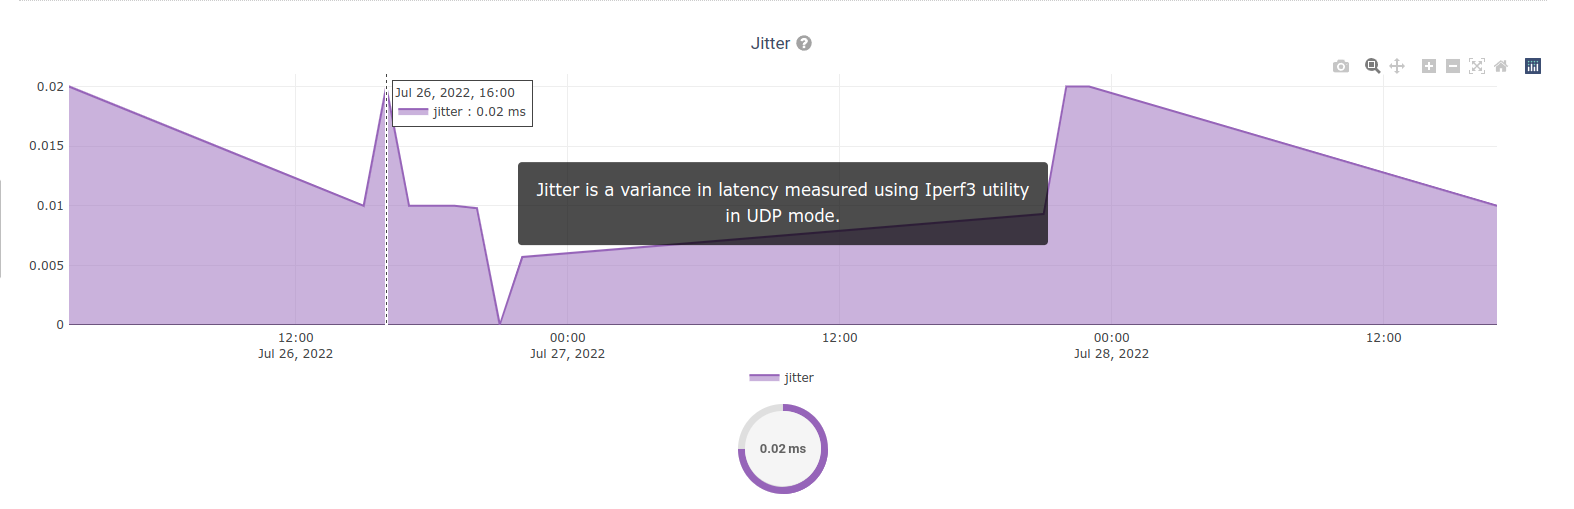 Jitter ?
Jul 26, 2022, 16:00
jitter : 0.02 ms
0.02
0.015
0.01
0.005
0
Jitter is a variance in latency measured using Iperf3 utility
in UDP mode.
12:00
Jul 26, 2022
00:00
Jul 27, 2022
12:00
00:00
Jul 28, 2022
12:00
jitter
0.02 ms